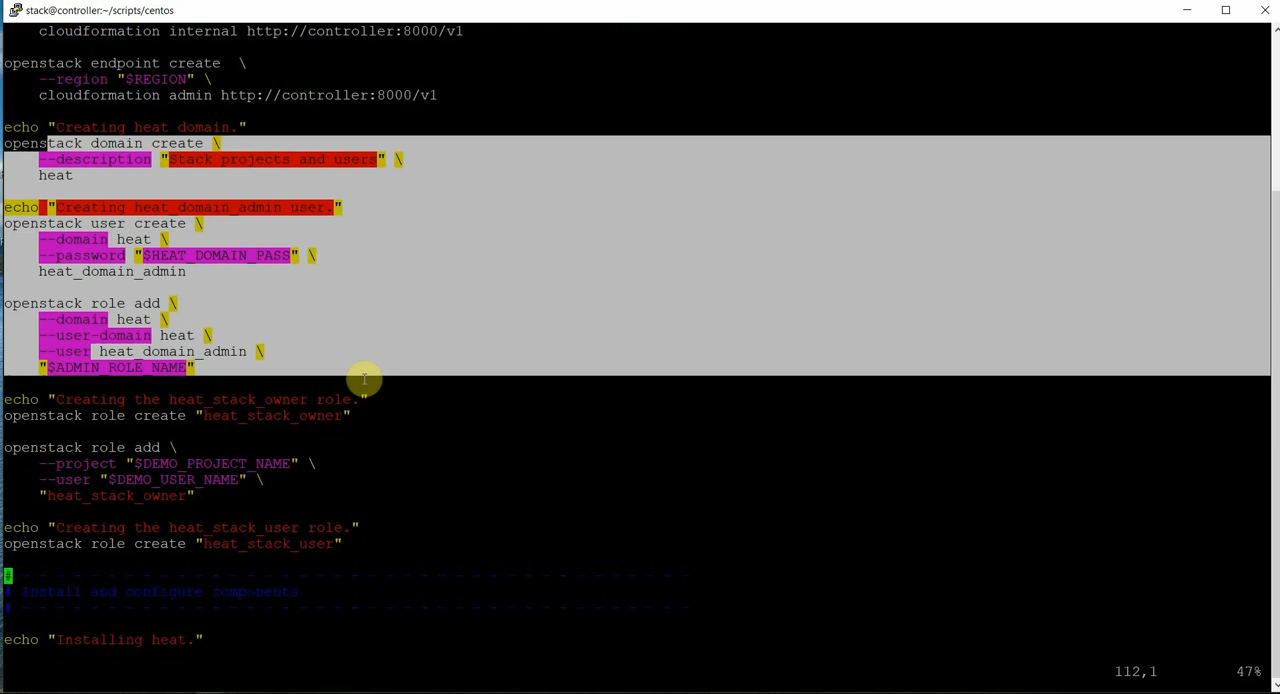 stack@controller:~/scripts/centos
cloudformation internal http://controller:8000/v1
openstack endpoint create \
--region "$REGION" \
cloudformation admin http://controller:8000/v1
echo "Creating heat domain."
openstack domain create \
--description "Stack projects and users" \
heat
echo "Creating heat_domain_admin user."
openstack user create \
--domain heat \
--password "$HEAT_DOMAIN_PASS" \
heat_domain_admin
openstack role add \
--domain heat \
--user-domain heat \
--user heat_domain_admin \
"$ADMIN_ROLE_NAME"
echo "Creating the heat_stack_owner role."
openstack role create "heat_stack_owner"
openstack role add \
--project "$DEMO_PROJECT_NAME" \
--user "$DEMO_USER_NAME" \
"heat_stack_owner"
echo "Creating the heat_stack_user role."
openstack role create "heat_stack_user"
# - - - - - - - - - - - - - - - - - - - - - - - - - - - - - - - - - - - - - - -
# Install and configure components
# - - - - - - - - - - - - - - - - - - - - - - - - - - - - - - - - - - - - - - -
echo "Installing heat."
112,1 47%